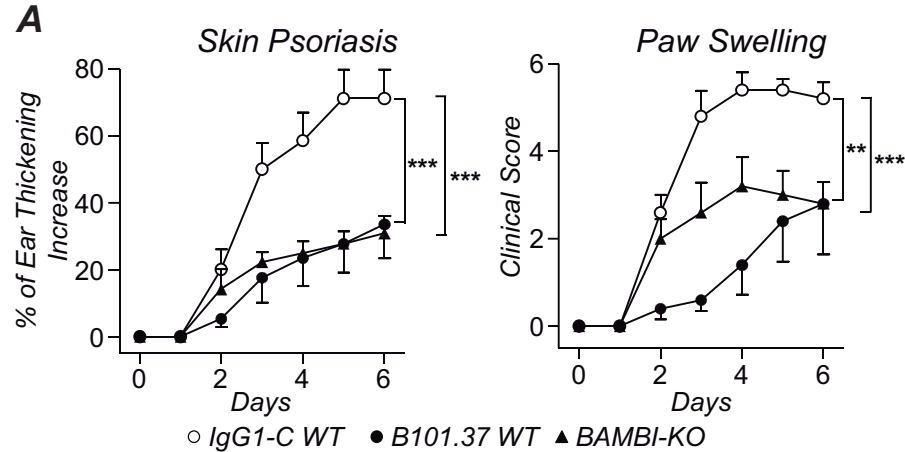 A
Skin Psoriasis
Paw Swelling
% of Ear Thickening
Increase
80
60
40
20
0
0 2 4 6
Days
***
***
Clinical Score
6
4
2
0
0 2 4 6
Days
**
***
IgG1-C WT B101.37 WT BAMBI-KO